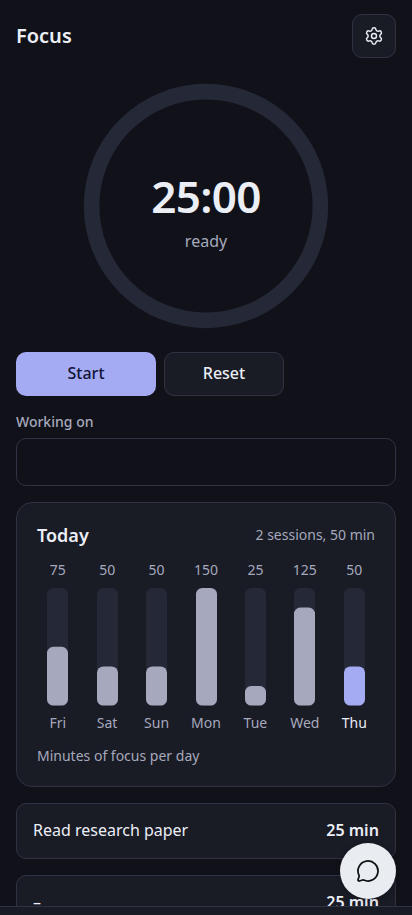 Focus
25:00
ready
Start Reset
Working on
Today 2 sessions, 50 min
75 50 50 150 25 125 50
Fri Sat Sun Mon Tue Wed Thu
Minutes of focus per day
Read research paper 25 min
– 25 min